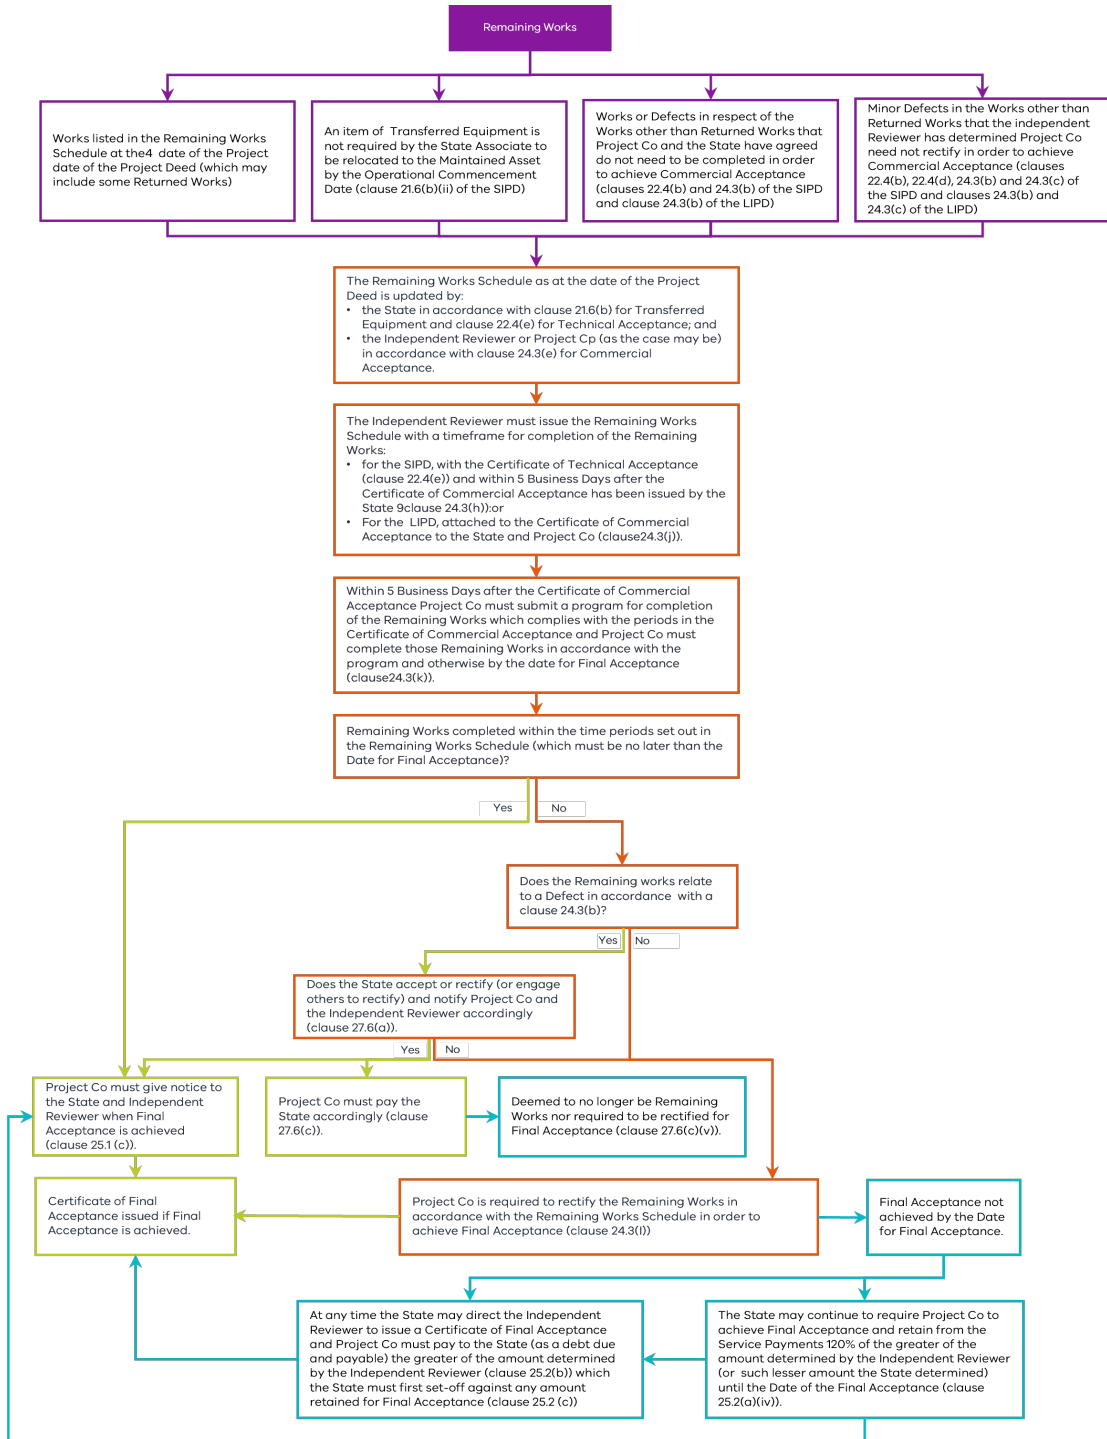 Remaining Works
Works listed in the Remaining Works
Schedule at the4 date of the Project
date of the Project Deed (which may
include some Returned Works)
An item of Transferred Equipment is
not required by the State Associate to
be relocated to the Maintained Asset
by the Operational Commencement
Date (clause 21.6(b)(ii) of the SIPD)
Works or Defects in respect of the
Works other than Returned Works that
Project Co and the State have agreed
do not need to be completed in order
to achieve Commercial Acceptance
(clauses 22.4(b) and 24.3(b) of the SIPD
and clause 24.3(b) of the LIPD)
Minor Defects in the Works other than
Returned Works that the independent
Reviewer has determined Project Co
need not rectify in order to achieve
Commercial Acceptance (clauses
22.4(b), 22.4(d), 24.3(b) and 24.3(c) of
the SIPD and clauses 24.3(b) and
24.3(c) of the LIPD)
The Remaining Works Schedule as at the date of the Project
Deed is updated by:
• the State in accordance with clause 21.6(b) for Transferred
Equipment and clause 22.4(e) for Technical Acceptance; and
• the Independent Reviewer or Project Cp (as the case may be)
in accordance with clause 24.3(e) for Commercial
Acceptance.
The Independent Reviewer must issue the Remaining Works
Schedule with a timeframe for completion of the Remaining
Works:
• for the SIPD, with the Certificate of Technical Acceptance
(clause 22.4(e)) and within 5 Business Days after the
Certificate of Commercial Acceptance has been issued by the
State 9clause 24.3(h)):or
• For the LIPD, attached to the Certificate of Commercial
Acceptance to the State and Project Co (clause24.3(j)).
Within 5 Business Days after the Certificate of Commercial
Acceptance Project Co must submit a program for completion
of the Remaining Works which complies with the periods in the
Certificate of Commercial Acceptance and Project Co must
complete those Remaining Works in accordance with the
program and otherwise by the date for Final Acceptance
(clause24.3(k)).
Remaining Works completed within the time periods set out in
the Remaining Works Schedule (which must be no later than the
Date for Final Acceptance)?
Yes
No
Does the Remaining works relate
to a Defect in accordance with a
clause 24.3(b)?
Yes
No
Does the State accept or rectify (or engage
others to rectify) and notify Project Co and
the Independent Reviewer accordingly
(clause 27.6(a)).
Yes
No
Project Co must give notice to
the State and Independent
Reviewer when Final
Acceptance is achieved
(clause 25.1 (c)).
Project Co must pay the
State accordingly (clause
27.6(c)).
Deemed to no longer be Remaining
Works nor required to be rectified for
Final Acceptance (clause 27.6(c)(v)).
Certificate of Final
Acceptance issued if Final
Acceptance is achieved.
Project Co is required to rectify the Remaining Works in
accordance with the Remaining Works Schedule in order to
achieve Final Acceptance (clause 24.3(l))
Final Acceptance not
achieved by the Date
for Final Acceptance.
At any time the State may direct the Independent
Reviewer to issue a Certificate of Final Acceptance
and Project Co must pay to the State (as a debt due
and payable) the greater of the amount determined
by the Independent Reviewer (clause 25.2(b)) which
the State must first set-off against any amount
retained for Final Acceptance (clause 25.2 (c))
The State may continue to require Project Co to
achieve Final Acceptance and retain from the
Service Payments 120% of the greater of the
amount determined by the Independent Reviewer
(or such lesser amount the State determined)
until the Date of the Final Acceptance (clause
25.2(a)(iv)).